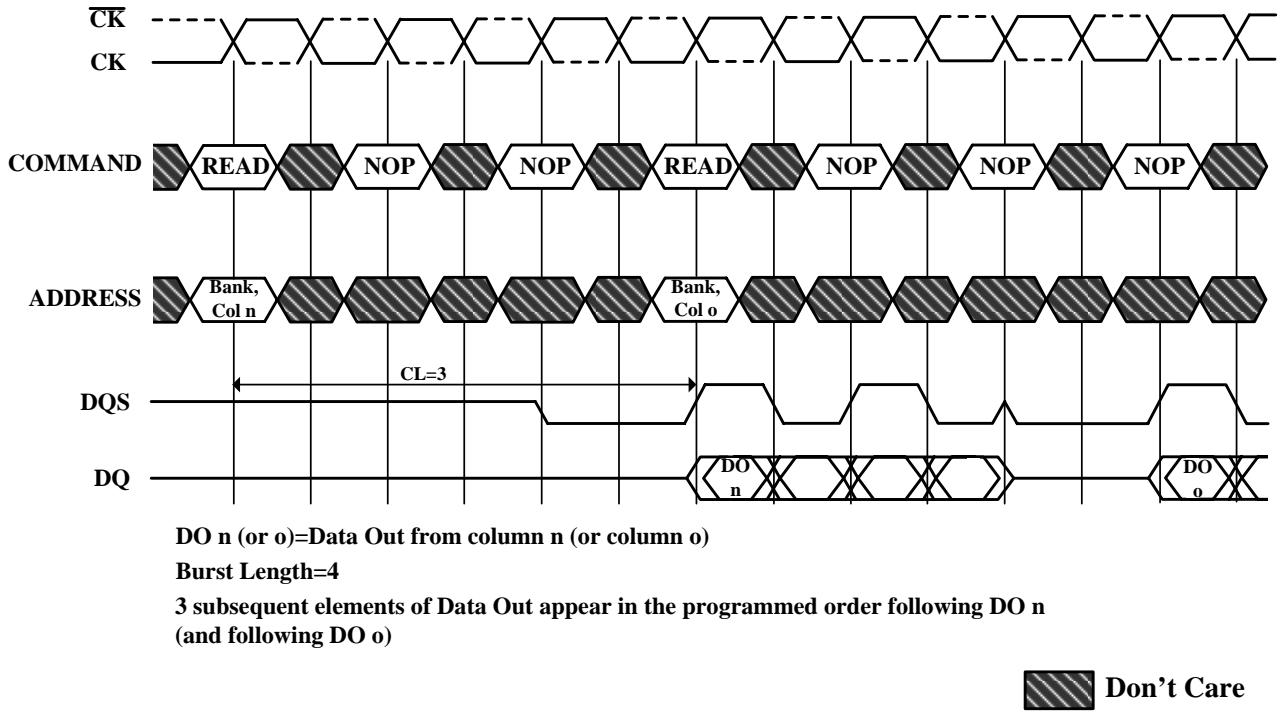 CK
CK
COMMAND READ NOP NOP READ NOP NOP NOP
ADDRESS Bank, Col n Bank, Col o
CL=3
DQS
DQ DO n DO o
DO n (or o)=Data Out from column n (or column o)
Burst Length=4
3 subsequent elements of Data Out appear in the programmed order following DO n
(and following DO o)
Don't Care